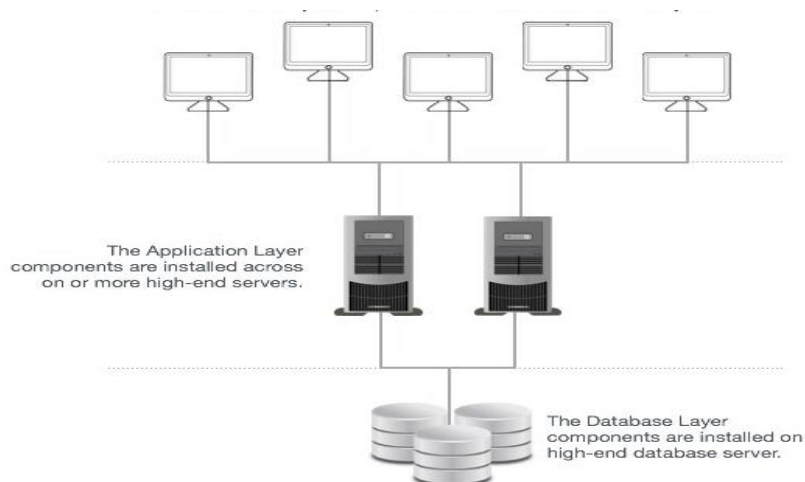 The Application Layer
components are installed across
on or more high-end servers.
The Database Layer
components are installed on
high-end database server.